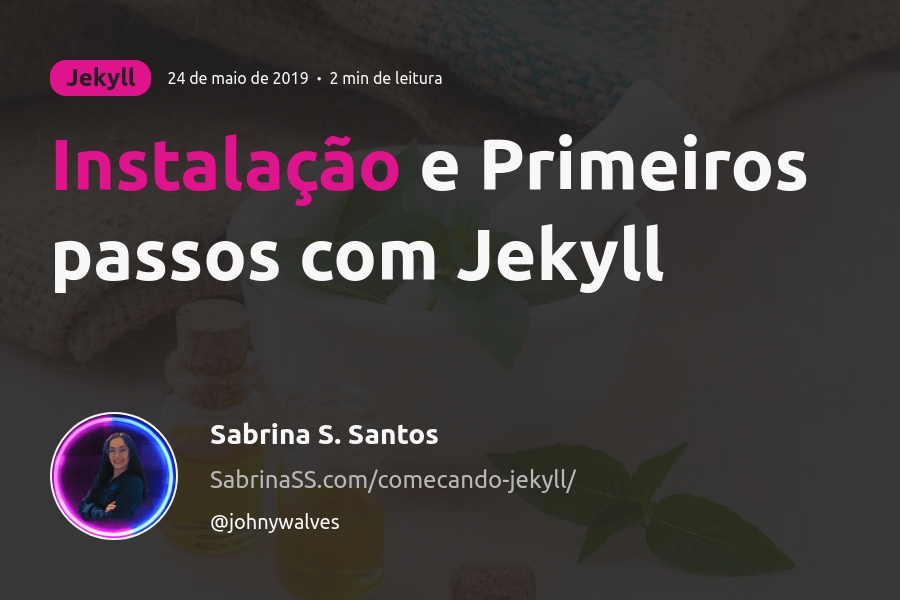 Jekyll 24 de maio de 2019 • 2 min de leitura
Instalação e Primeiros
passos com Jekyll
Sabrina S. Santos
SabrinaSS.com/comecando-jekyll/
@johnywalves